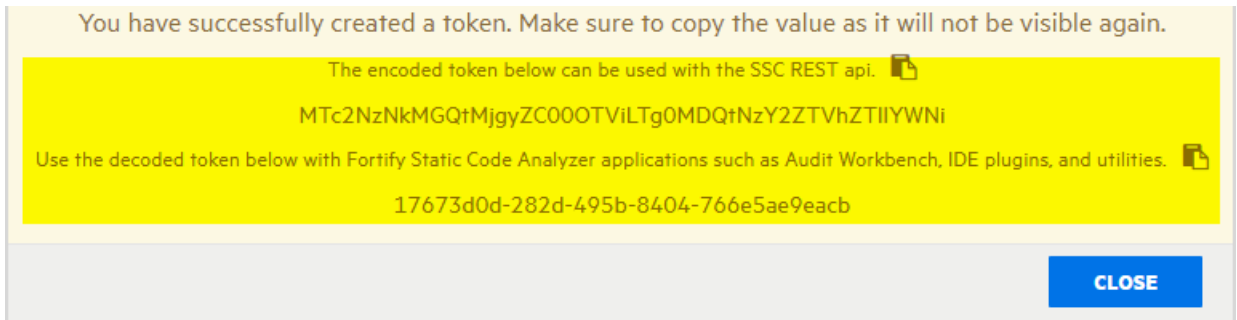 You have successfully created a token. Make sure to copy the value as it will not be visible again.
The encoded token below can be used with the SSC REST api.
MTc2NzNkMGQtMjgyZC00OTViLTg0MDQtNzY2ZTVhZTllYWNi
Use the decoded token below with Fortify Static Code Analyzer applications such as Audit Workbench, IDE plugins, and utilities.
17673d0d-282d-495b-8404-766e5ae9eacb
CLOSE